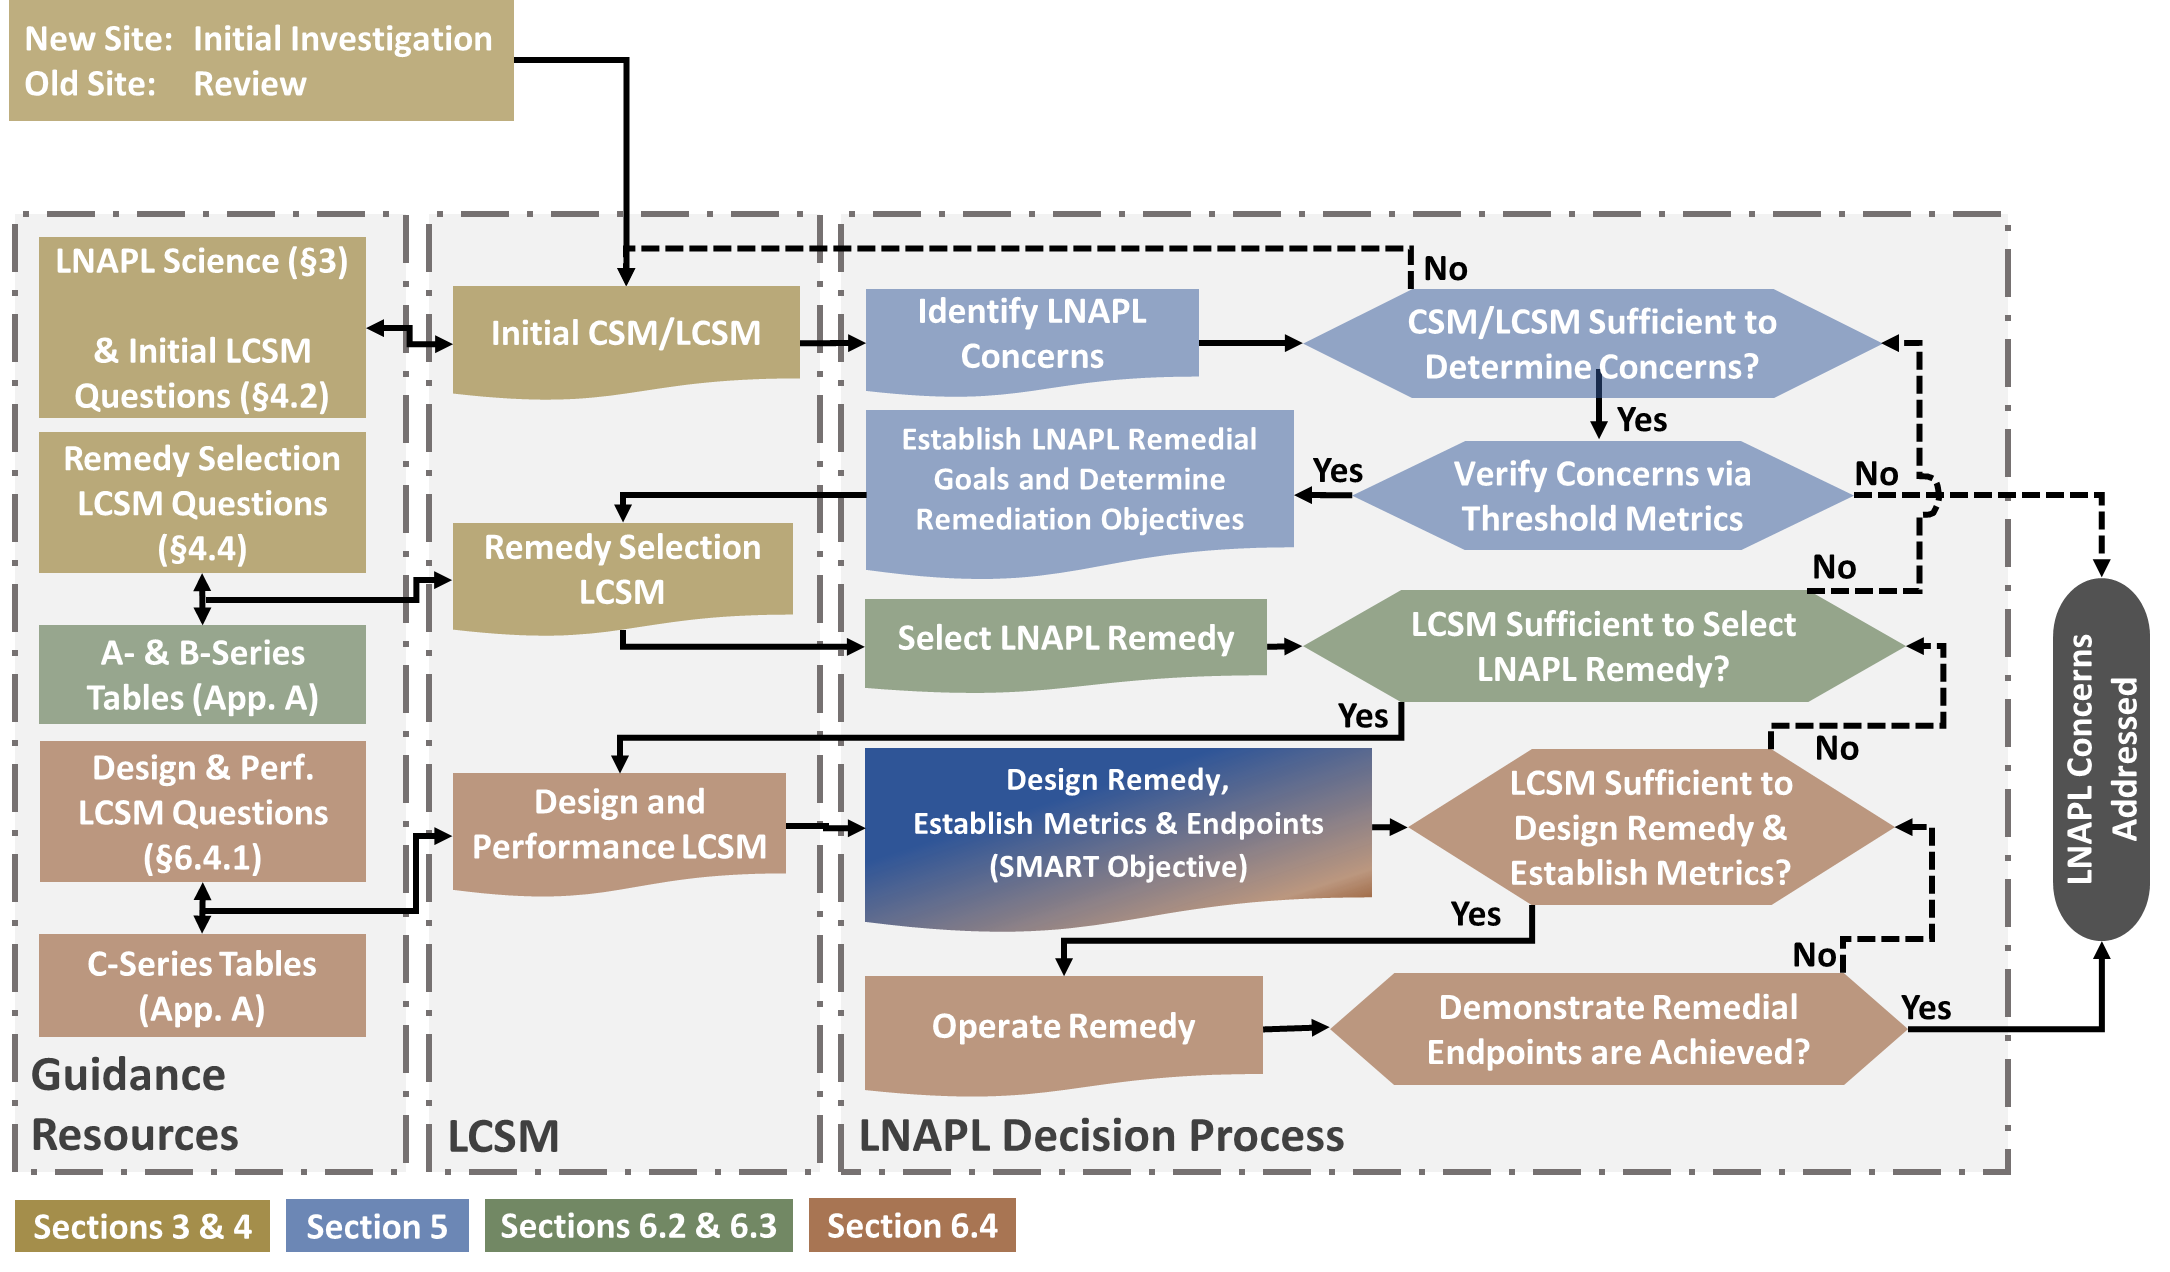 New Site: Initial Investigation
Old Site: Review
LNAPL Science (§3)
& Initial LCSM
Questions (§4.2)
Remedy Selection
LCSM Questions
(§4.4)
A- & B-Series
Tables (App. A)
Design & Perf.
LCSM Questions
(§6.4.1)
C-Series Tables
(App. A)
Guidance
Resources
Initial CSM/LCSM
Remedy Selection
LCSM
Design and
Performance LCSM
LCSM
Identify LNAPL
Concerns
No
CSM/LCSM Sufficient to
Determine Concerns?
Yes
Establish LNAPL Remedial
Goals and Determine
Remediation Objectives
Yes
Verify Concerns via
Threshold Metrics
No
No
Select LNAPL Remedy
LCSM Sufficient to Select
LNAPL Remedy?
Yes
No
Design Remedy,
Establish Metrics & Endpoints
(SMART Objective)
LCSM Sufficient to
Design Remedy &
Establish Metrics?
Yes
No
Operate Remedy
Demonstrate Remedial
Endpoints are Achieved?
Yes
LNAPL Decision Process
LNAPL Concerns
Addressed
Sections 3 & 4
Section 5
Sections 6.2 & 6.3
Section 6.4